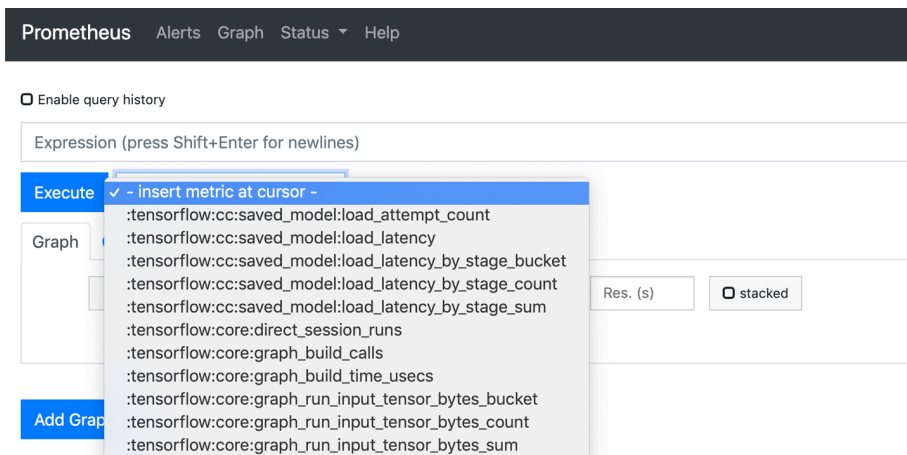 Prometheus Alerts Graph Status Help
Enable query history
Expression (press Shift+Enter for newlines)
Execute
- insert metric at cursor -
:tensorflow:cc:saved_model:load_attempt_count
Graph
:tensorflow:cc:saved_model:load_latency
:tensorflow:cc:saved_model:load_latency_by_stage_bucket
:tensorflow:cc:saved_model:load_latency_by_stage_count
Res. (s)
stacked
:tensorflow:cc:saved_model:load_latency_by_stage_sum
:tensorflow:core:direct_session_runs
:tensorflow:core:graph_build_calls
:tensorflow:core:graph_build_time_usecs
:tensorflow:core:graph_run_input_tensor_bytes_bucket
Add Grap
:tensorflow:core:graph_run_input_tensor_bytes_count
:tensorflow:core:graph_run_input_tensor_bytes_sum